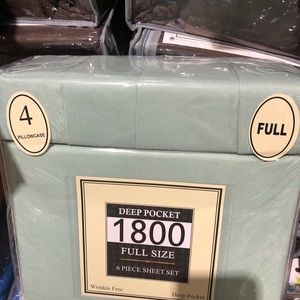 4
PILLOWCASE
FULL
DEEP POCKET
1800
FULL SIZE
6 PIECE SHEET SET
Wrinkle Free
Deep Pocket